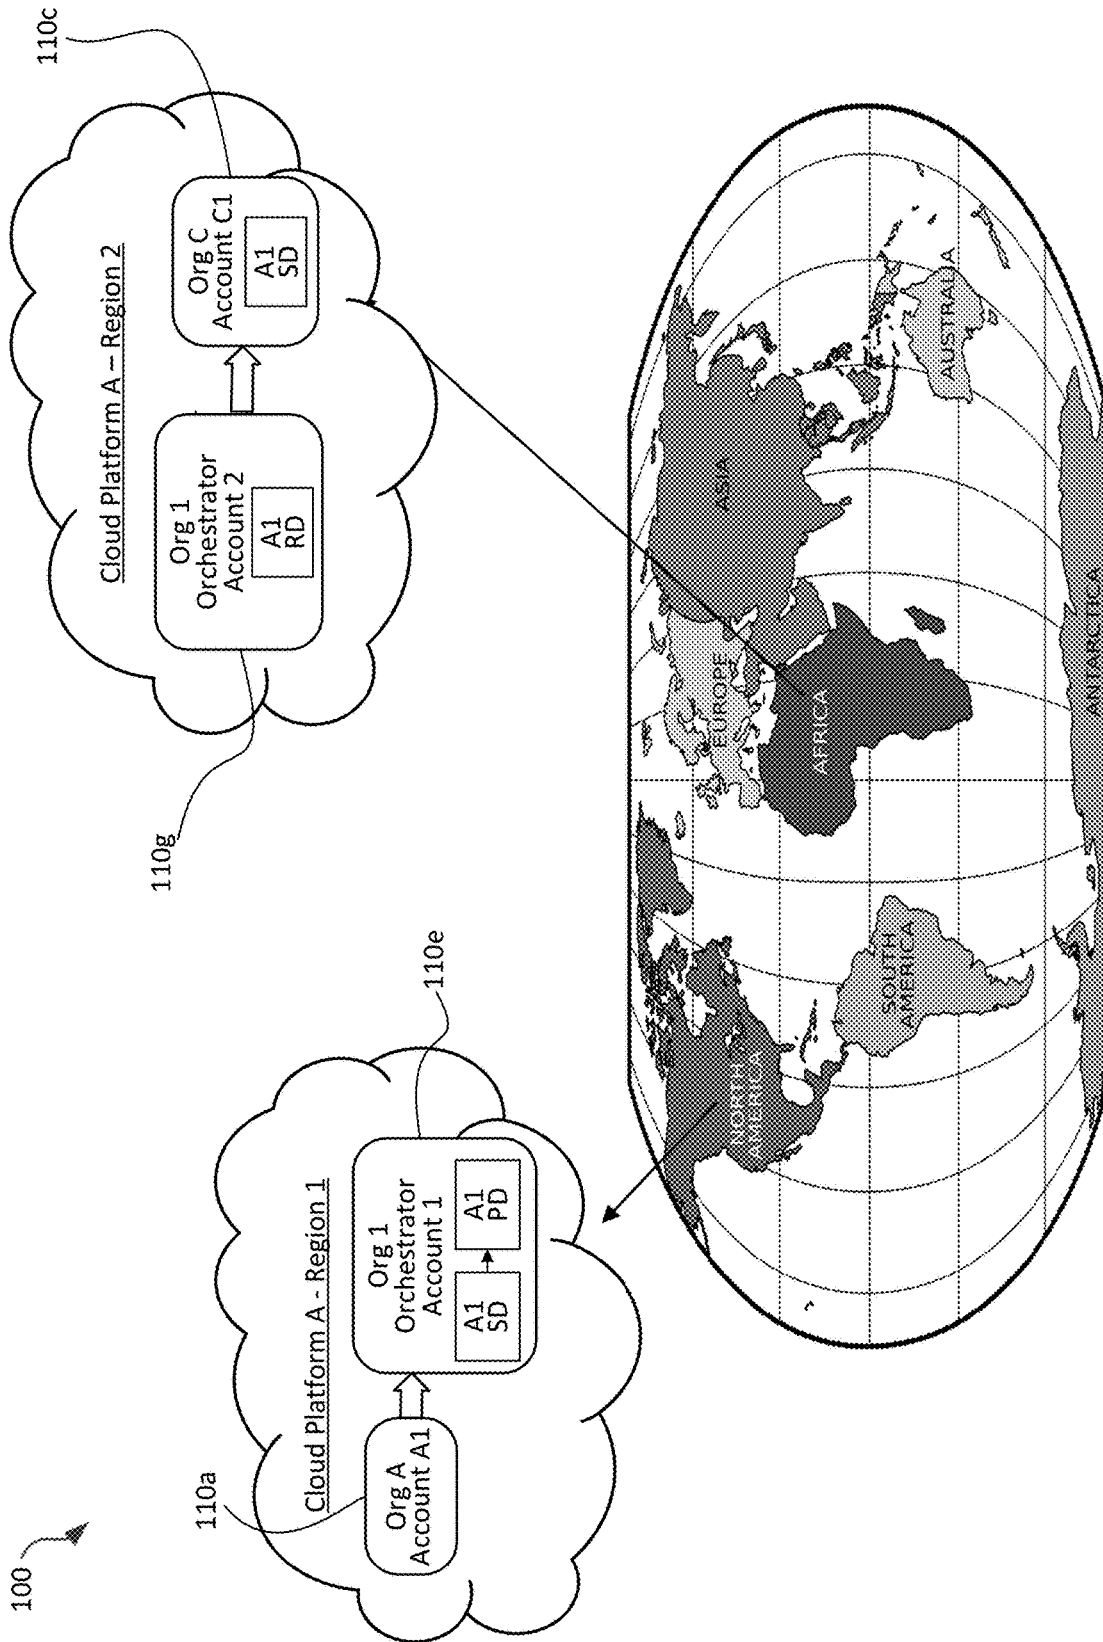 100
Cloud Platform A - Region 1
110a
Org A
Account A1
Org 1
Orchestrator
Account 1
A1
SD
A1
PD
110e
Cloud Platform A – Region 2
110g
Org 1
Orchestrator
Account 2
A1
RD
Org C
Account C1
A1
SD
110c
NORTH
AMERICA
SOUTH
AMERICA
EUROPE
AFRICA
ASIA
AUSTRALIA
ANTARCTICA